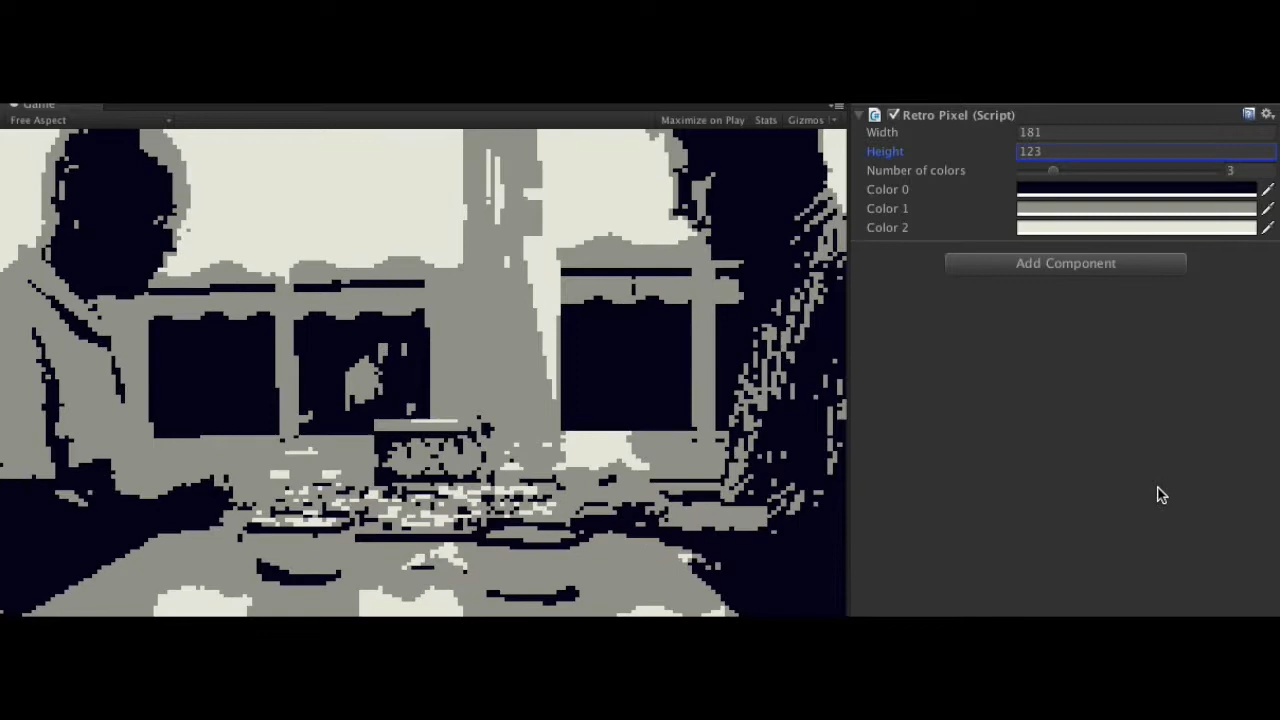 Game
Free Aspect
Maximize on Play
Stats
Gizmos
Retro Pixel (Script)
Width 181
Height 123
Number of colors 3
Color 0
Color 1
Color 2
Add Component